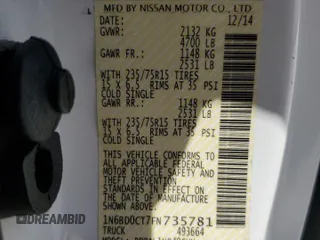 MFD BY NISSAN MOTOR CO., LTD
DATE: 12/14
GVWR: 2132 KG
4700 LB
GAWR FR.: 1148 KG
2531 LB
WITH 235/75R15 TIRES
15 X 6.5 RIMS AT 35 PSI
COLD SINGLE
GAWR RR.: 1148 KG
2531 LB
WITH 235/75R15 TIRES
15 X 6.5 RIMS AT 35 PSI
COLD SINGLE
THIS VEHICLE CONFORMS TO
ALL APPLICABLE FEDERAL
MOTOR VEHICLE SAFETY AND
THEFT PREVENTION
STANDARDS IN EFFECT ON
THE DATE OF MANUFACTURE
SHOWN ABOVE.
1N6BD0CT7FN735781
TRUCK 493664
AMERICA'S AUTO AUCTION